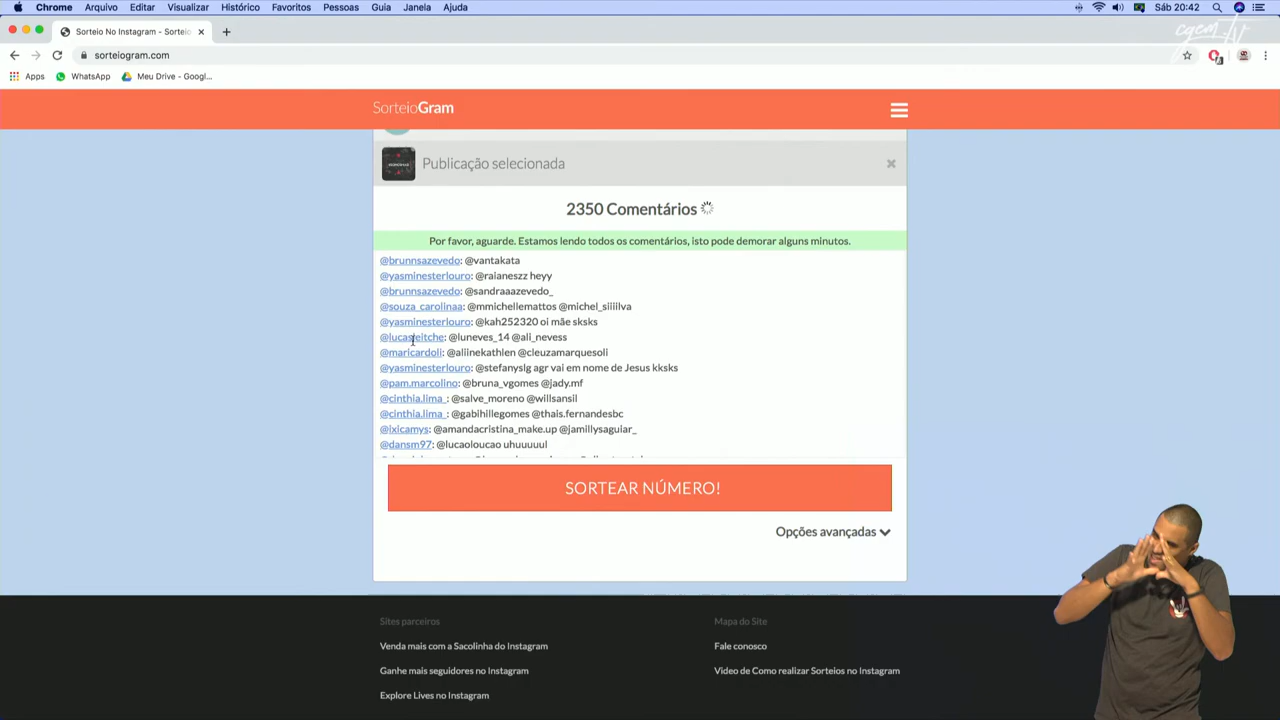 Chrome Arquivo Editar Visualizar Histórico Favoritos Pessoas Guia Janela Ajuda Sáb 20:42
cgem.tv
Sorteio No Instagram - Sorteio
sorteiogram.com
Apps WhatsApp Meu Drive - Googl...
SorteioGram
Publicação selecionada
2350 Comentários
Por favor, aguarde. Estamos lendo todos os comentários, isto pode demorar alguns minutos.
@brunnsazevedo: @vantakata
@yasminesterlouro: @raianeszz heyy
@brunnsazevedo: @sandraaazevedo_
@souza_carolinaa: @mmichellemattos @michel_siiiilva
@yasminesterlouro: @kah252320 oi mãe sksks
@luneves_14 @ali_nevess
@maricardoli: @aliinekathlen @cleuzamarquesoli
@yasminesterlouro: @stefanyslg agr vai em nome de Jesus kksks
@pam.marcolino: @bruna_vgomes @jady.mf
@cinthia.lima_: @salve_moreno @willsansil
@cinthia.lima_: @gabihillegomes @thais.fernandesbc
@ixicamys: @amandacristina_make.up @jamillysaguiar_
@dansm97: @lucaoloucao uhuuuuul
SORTEAR NÚMERO!
Opções avançadas
Sites parceiros
Venda mais com a Sacolinha do Instagram
Ganhe mais seguidores no Instagram
Explore Lives no Instagram
Mapa do Site
Fale conosco
Video de Como realizar Sorteios no Instagram